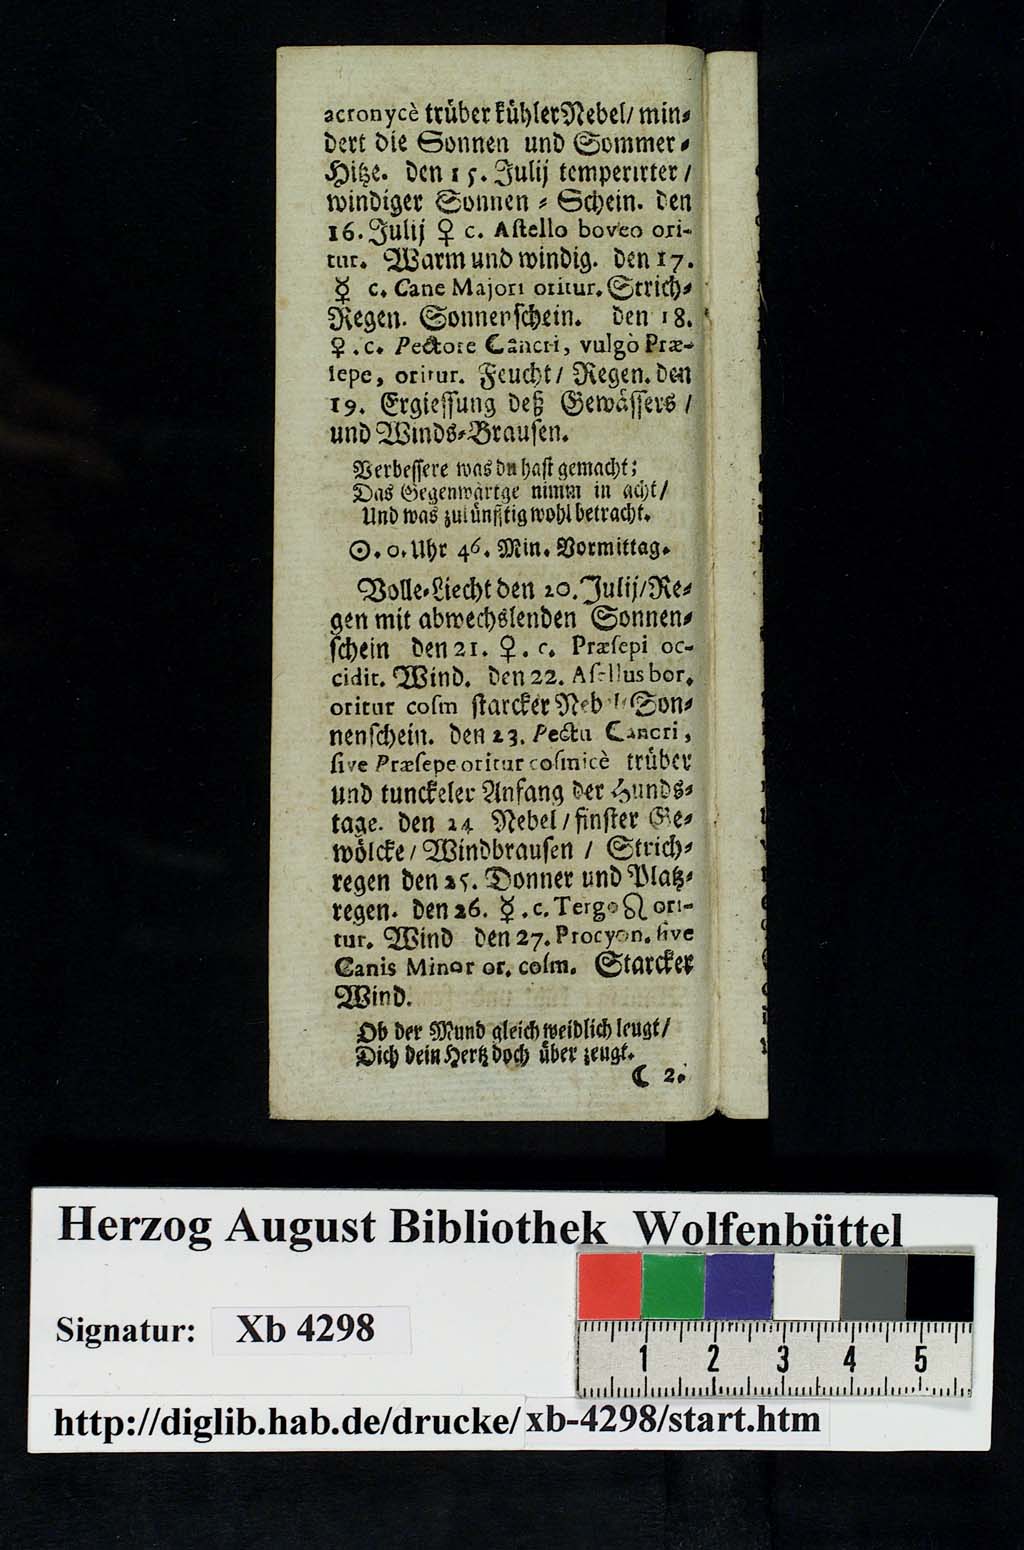 acronycè trüber kühler Nebel/ min⸗
dert die Sonnen und Sommer⸗
Hitze. den 15. Julij temperirter/
windiger Sonnen⸗Schein. den
16. Julij ♀ c. Aſtello boveo ori-
tur. Warm und windig. den 17.
☿ c. Cane Majori oritur. Strich⸗
Regen. Sonnenſchein. den 18.
♀. c. Pectore Cancri, vulgò Præ-
ſepe, oritur. Feucht/ Regen. den
19. Ergieſſung deß Gewäſſers/
und Winds⸗Brauſen.
Verbeſſere was du haſt gemacht;
Das Gegenwärtge nimm in acht/
Und was zukünfftig wohl betracht.
☉. 0. Uhr 46. Min. Vormittag.
Volle⸗Liecht den 20. Julij/ Re⸗
gen mit abwechslenden Sonnen⸗
ſchein den 21. ♀. c. Præſepi oc-
cidit. Wind. den 22. Aſellus bor.
oritur coſm ſtarcker Nebel Son⸗
nenſchein. den 23. Pectu Cancri,
ſive Præſepe oritur coſmicè trüber
und tunckeler Anfang der Hunds⸗
tage. den 24 Nebel/ finſter Ge⸗
wölcke/ Windbrauſen/ Strich⸗
regen den 25. Donner und Platz⸗
regen. den 26. ☿. c. Tergo ♌ ori-
tur. Wind den 27. Procyon. ſive
Canis Minor or. coſm. Starcker
Wind.
Ob der Mund gleich weidlich leugt/
Dich dein Hertz doch über zeugt.
☾ 2.
Herzog August Bibliothek Wolfenbüttel
Signatur: Xb 4298
1 2 3 4 5
http://diglib.hab.de/drucke/xb-4298/start.htm